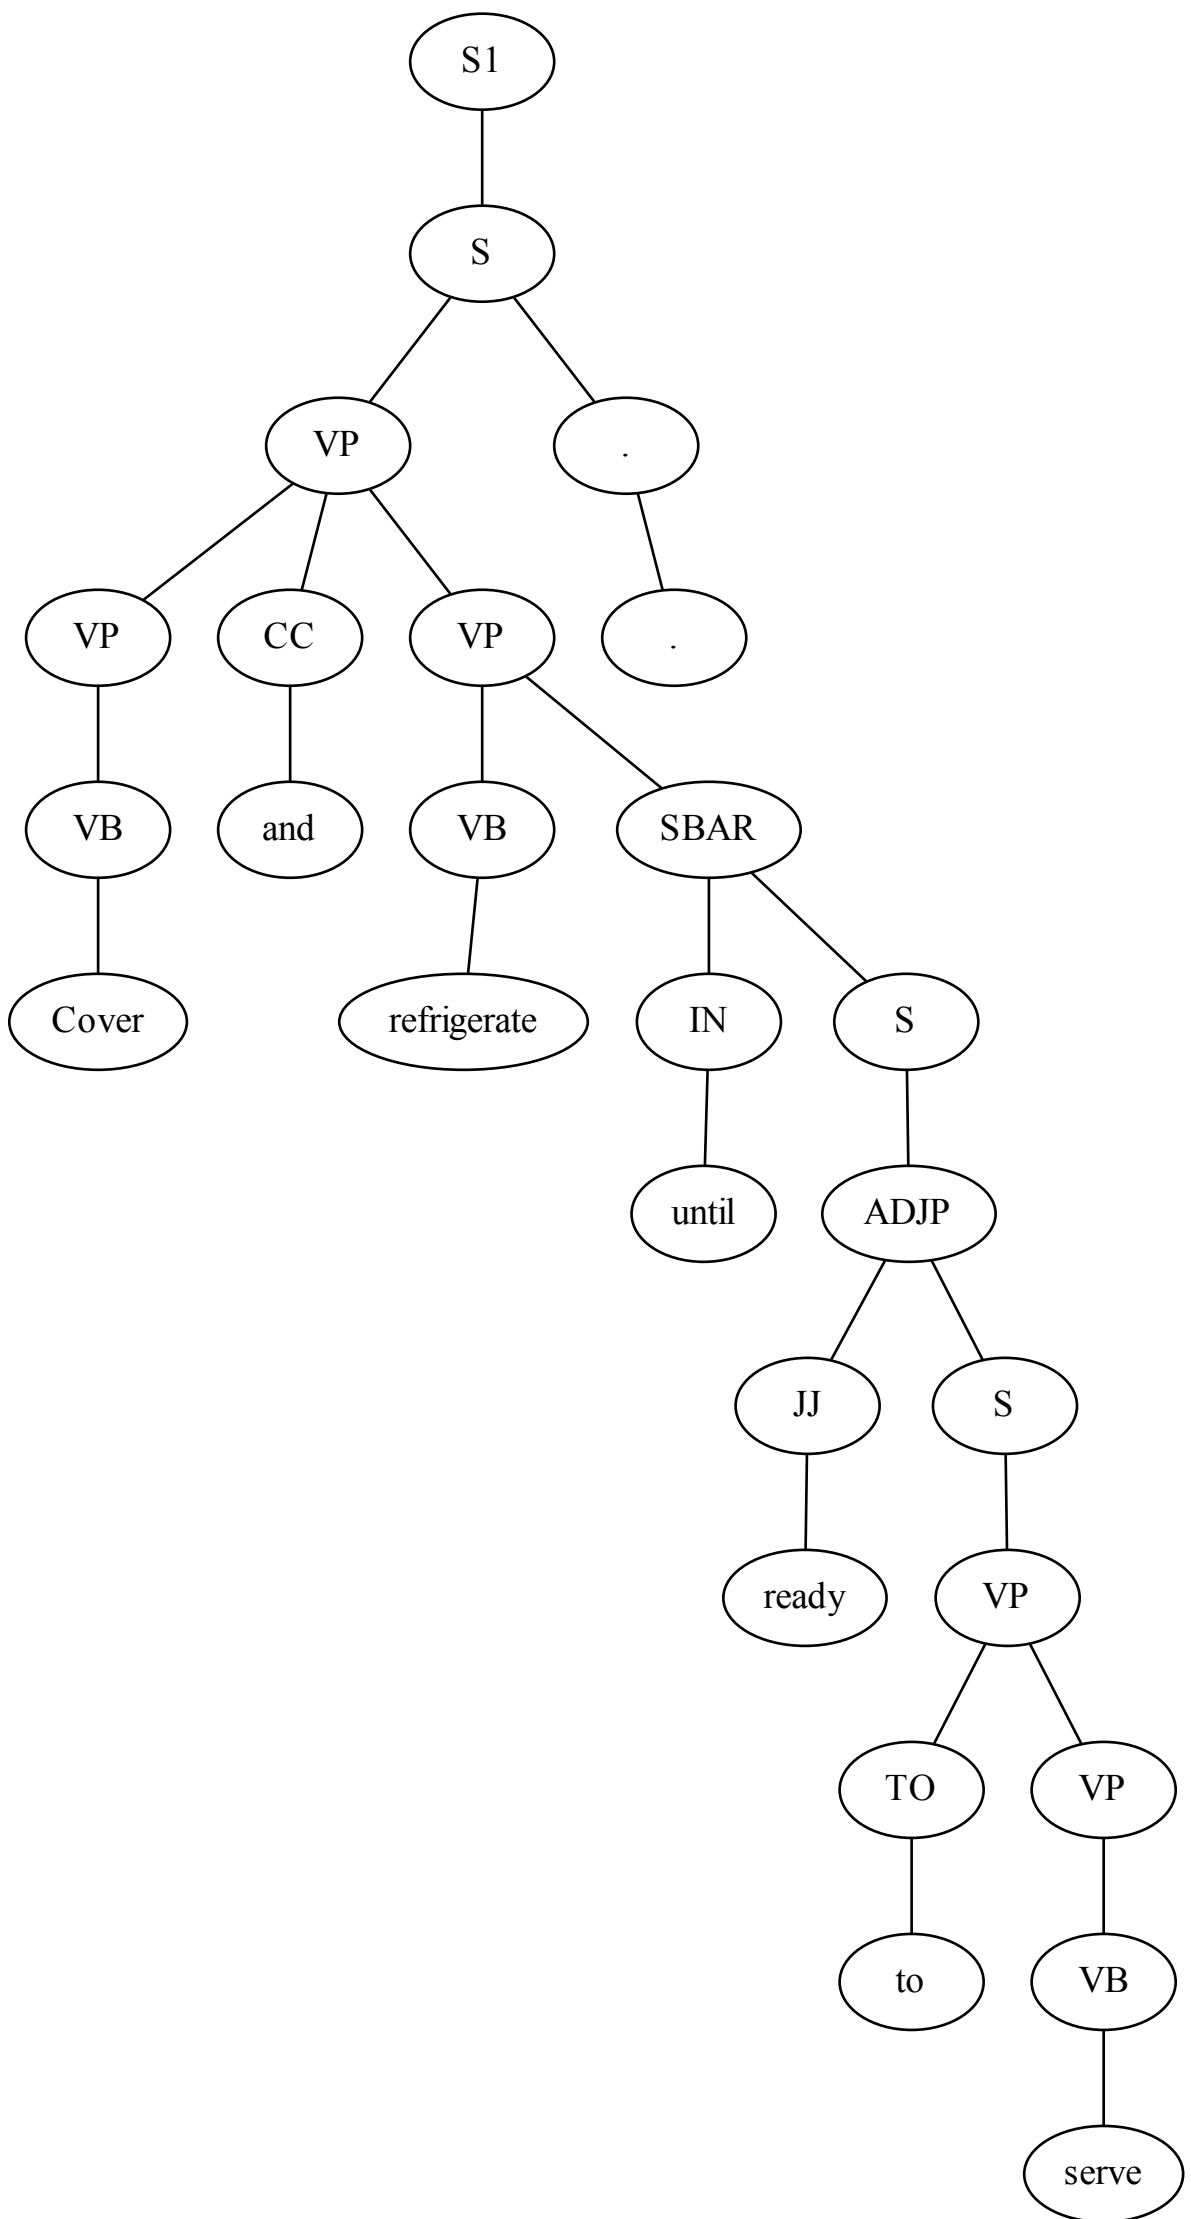 S1
S
VP .
VP CC VP .
VB and VB SBAR
Cover refrigerate IN S
until ADJP
JJ S
ready VP
TO VP
to VB
serve